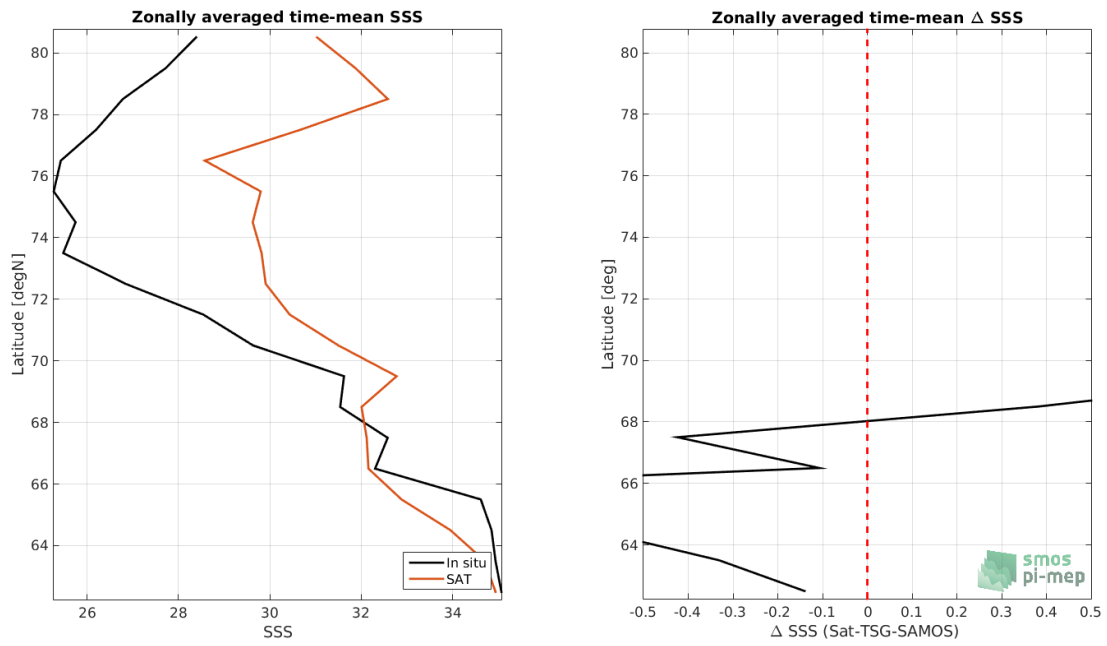 Zonally averaged time-mean SSS
80
78
76
74
72
70
68
66
64
Latitude [degN]
26 28 30 32 34
SSS
In situ
SAT
Zonally averaged time-mean Δ SSS
80
78
76
74
72
70
68
66
64
Latitude [deg]
-0.5 -0.4 -0.3 -0.2 -0.1 0 0.1 0.2 0.3 0.4 0.5
Δ SSS (Sat-TSG-SAMOS)
smos
pi-mep